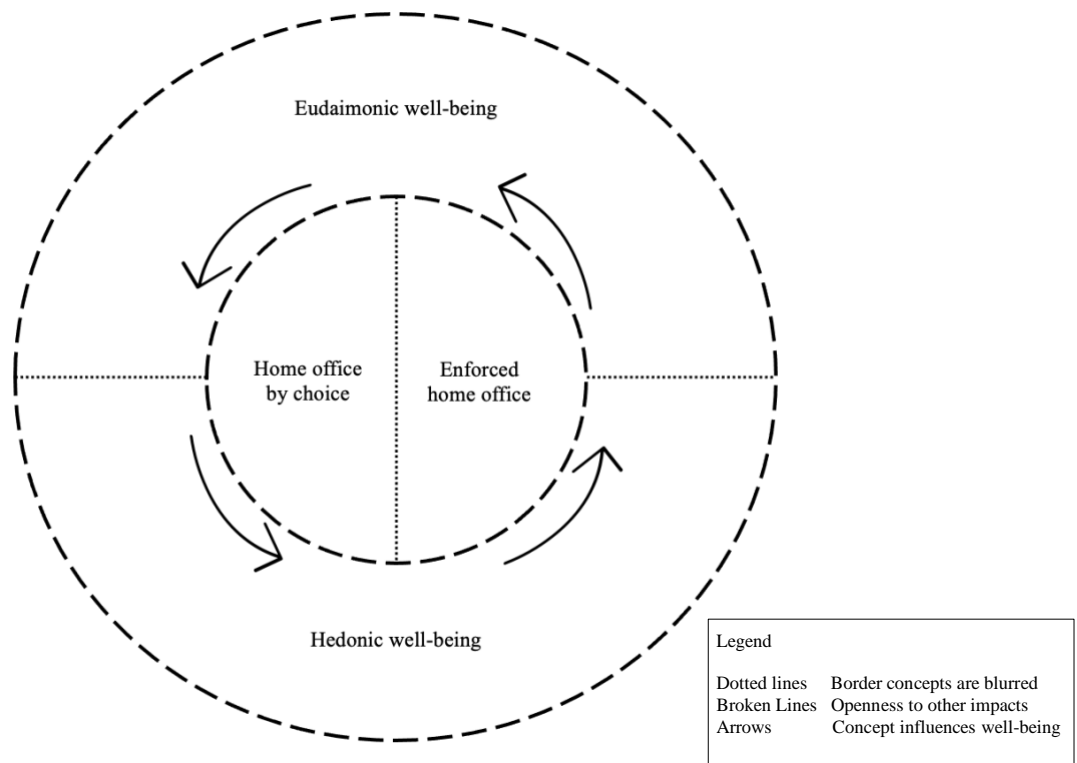 Eudaimonic well-being
Home office
by choice
Enforced
home office
Hedonic well-being
Legend
Dotted lines Border concepts are blurred
Broken Lines Openness to other impacts
Arrows Concept influences well-being